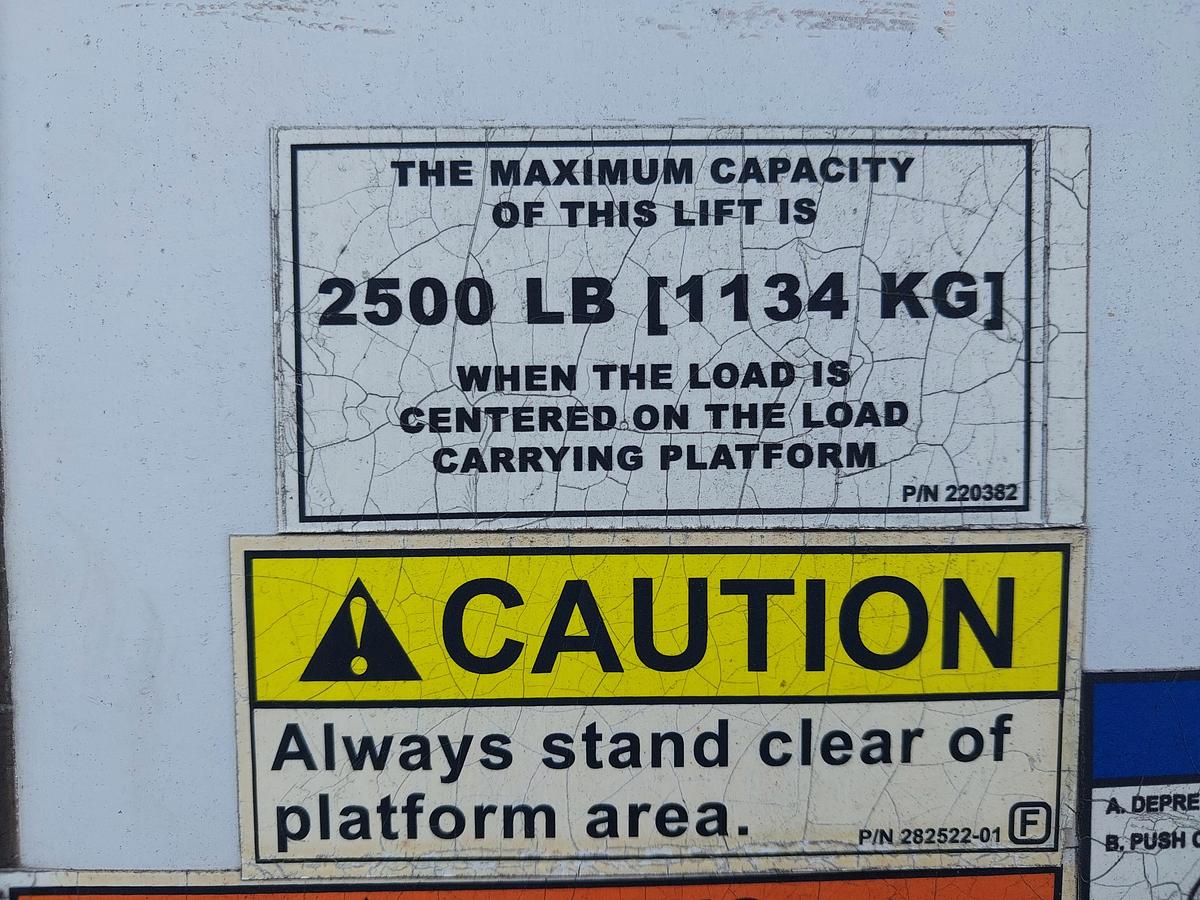 THE MAXIMUM CAPACITY
OF THIS LIFT IS
2500 LB [1134 KG]
WHEN THE LOAD IS
CENTERED ON THE LOAD
CARRYING PLATFORM
P/N 220382
CAUTION
Always stand clear of
platform area.
P/N 282522-01 F
A. DEPRE
B. PUSH